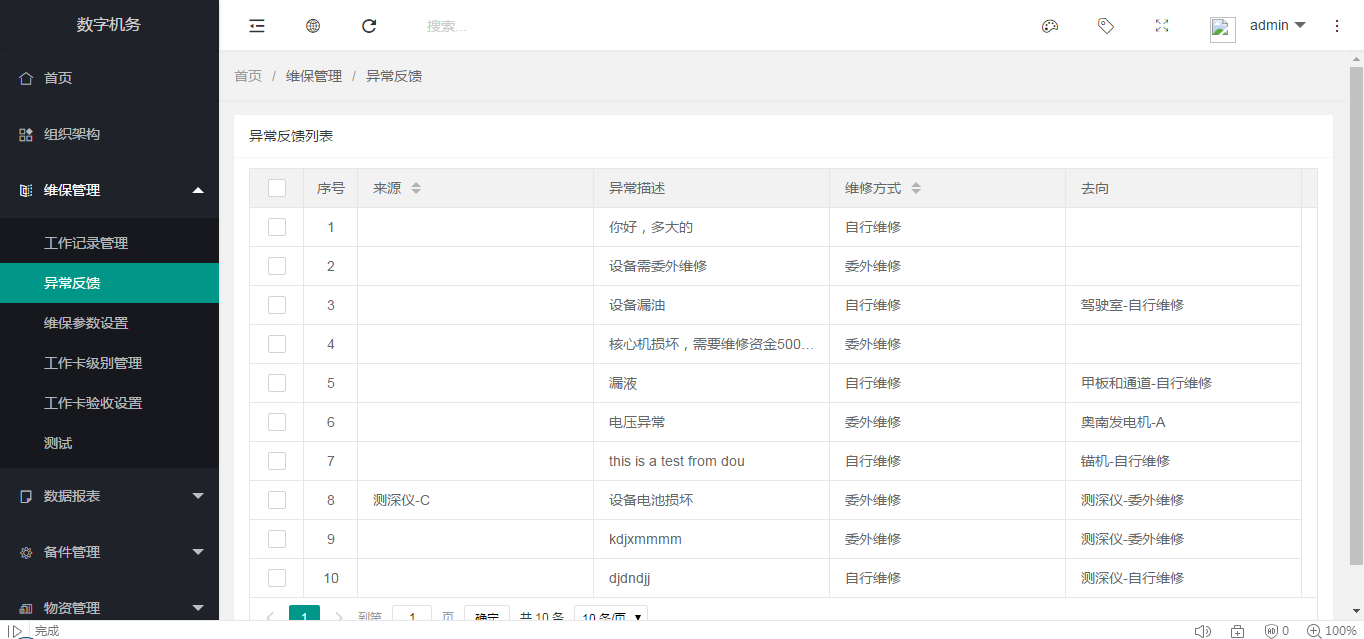 数字机务
搜索...
admin
首页
组织架构
维保管理
工作记录管理
异常反馈
维保参数设置
工作卡级别管理
工作卡验收设置
测试
数据报表
备件管理
物资管理
首页 / 维保管理 / 异常反馈
异常反馈列表
序号 来源 异常描述 维修方式 去向
1 你好，多大的 自行维修
2 设备需委外维修 委外维修
3 设备漏油 自行维修 驾驶室-自行维修
4 核心机损坏，需要维修资金500... 委外维修
5 漏液 自行维修 甲板和通道-自行维修
6 电压异常 委外维修 奥南发电机-A
7 this is a test from dou 自行维修 锚机-自行维修
8 测深仪-C 设备电池损坏 委外维修 测深仪-委外维修
9 kdjxmmmm 委外维修 测深仪-委外维修
10 djdndjj 自行维修 测深仪-自行维修
1 到第 1 页 确定 共 10 条 10 条/页
完成
0 100%